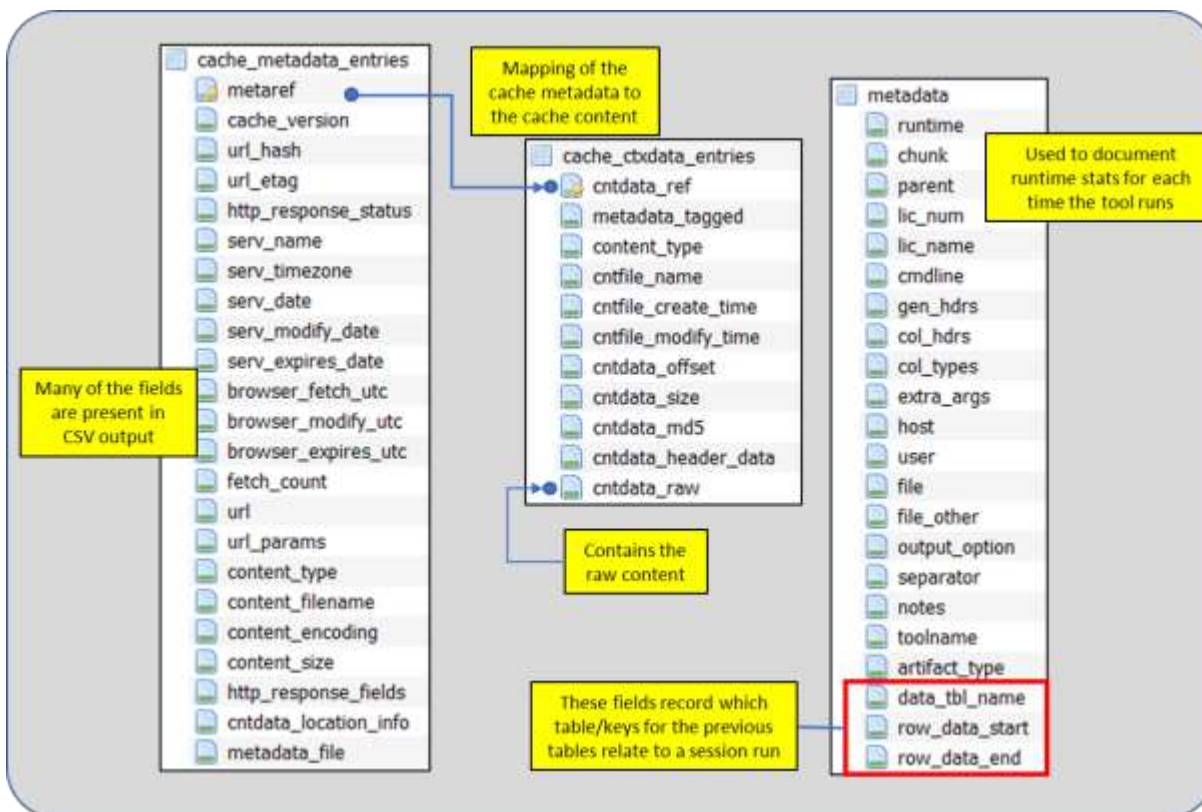 cache_metadata_entries
metaref
cache_version
url_hash
url_etag
http_response_status
serv_name
serv_timezone
serv_date
serv_modify_date
serv_expires_date
browser_fetch_utc
browser_modify_utc
browser_expires_utc
fetch_count
url
url_params
content_type
content_filename
content_encoding
content_size
http_response_fields
cntdata_location_info
metadata_file
Many of the fields
are present in
CSV output
Mapping of the
cache metadata to
the cache content
cache_ctxdata_entries
cntdata_ref
metadata_tagged
content_type
cntfile_name
cntfile_create_time
cntfile_modify_time
cntdata_offset
cntdata_size
cntdata_md5
cntdata_header_data
cntdata_raw
Contains the
raw content
metadata
runtime
chunk
parent
lic_num
lic_name
cmdline
gen_hdrs
col_hdrs
col_types
extra_args
host
user
file
file_other
output_option
separator
notes
toolname
artifact_type
data_tbl_name
row_data_start
row_data_end
Used to document
runtime stats for each
time the tool runs
These fields record which
table/keys for the previous
tables relate to a session run